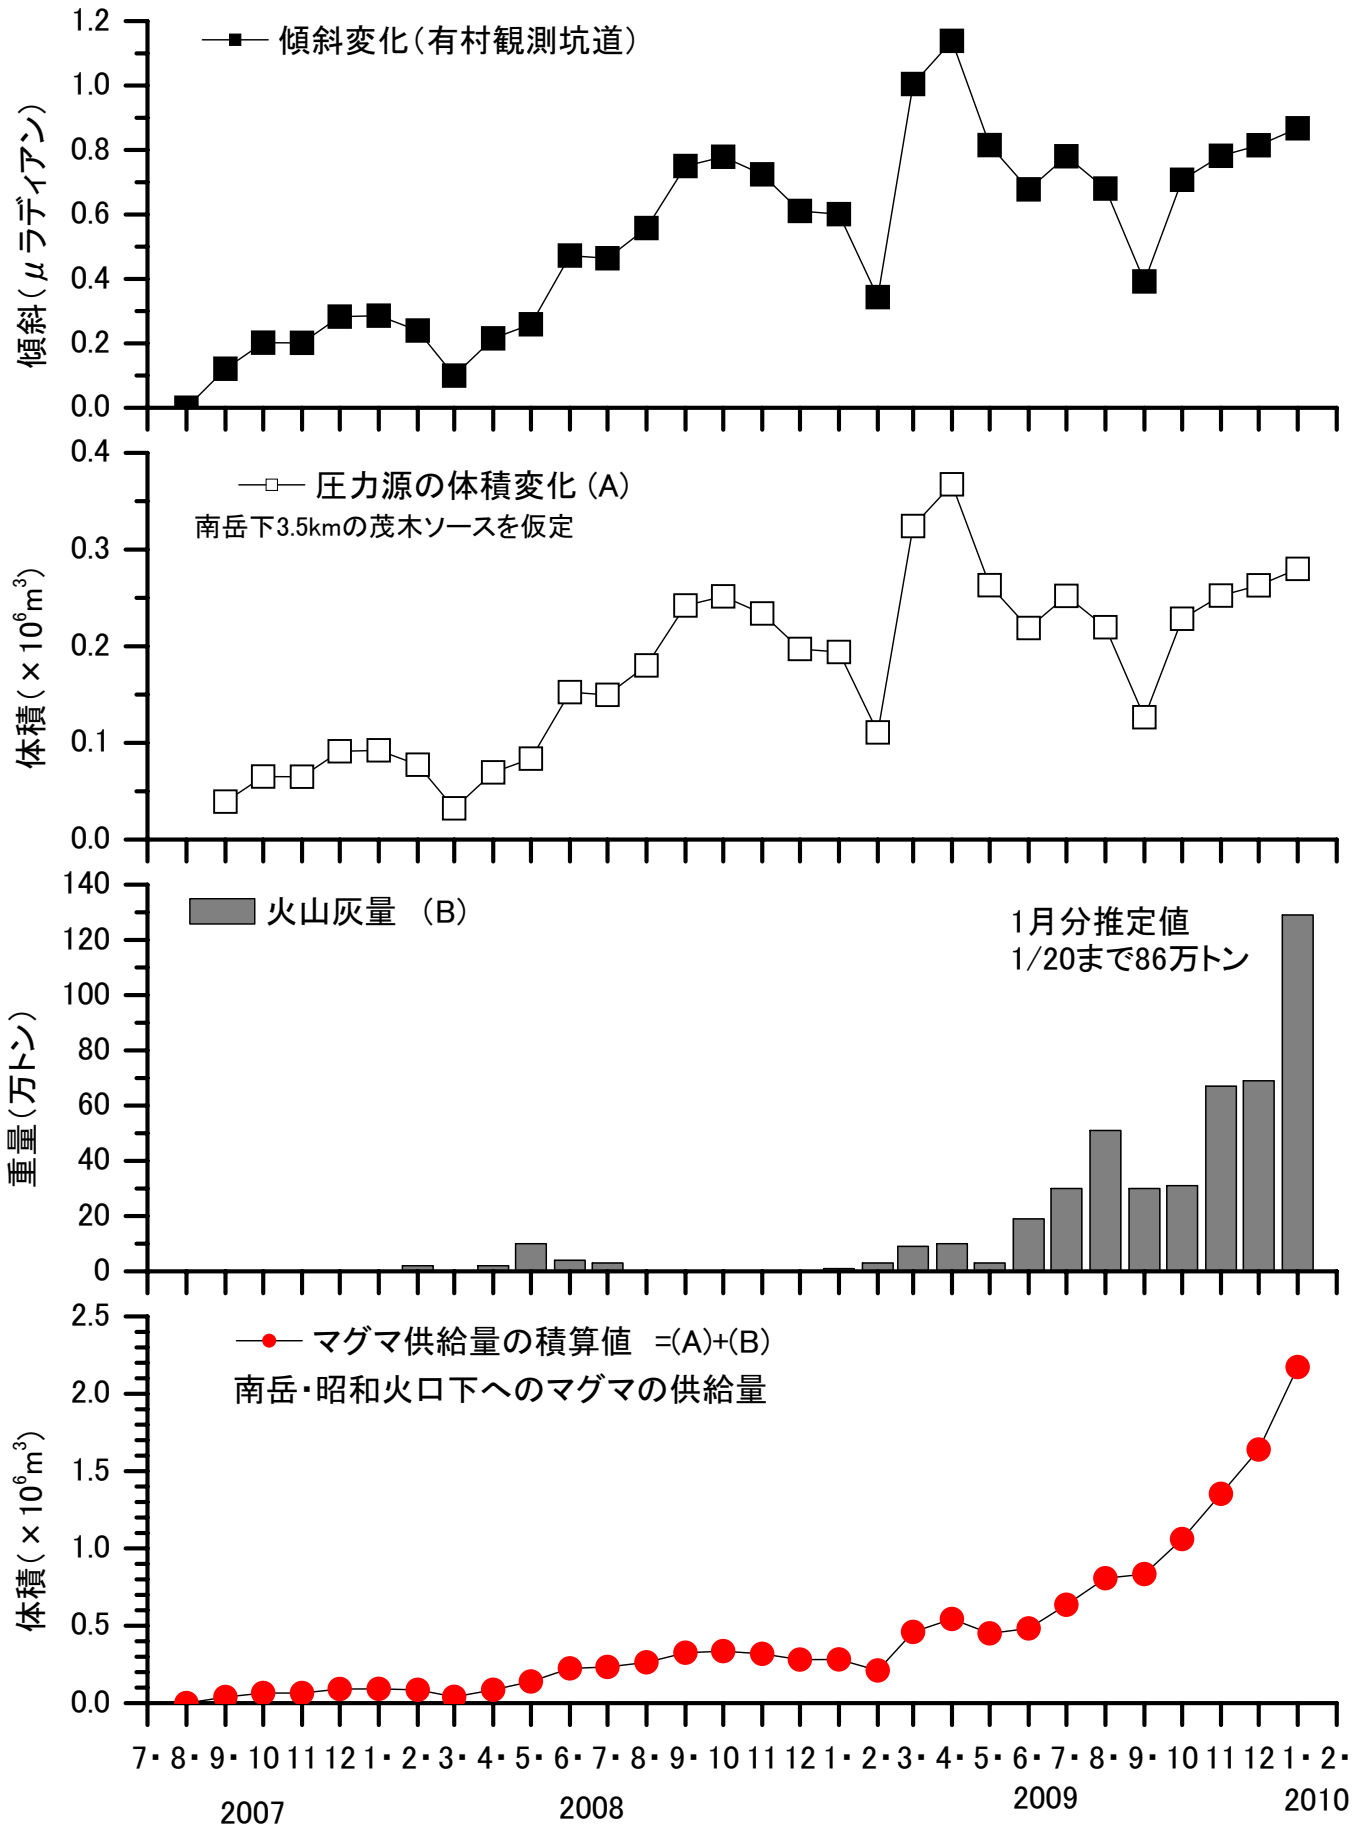 傾斜変化(有村観測坑道)
傾斜(μラディアン)
1.2
1.0
0.8
0.6
0.4
0.2
0.0
圧力源の体積変化 (A)
南岳下3.5kmの茂木ソースを仮定
体積(×10⁶m³)
0.4
0.3
0.2
0.1
0.0
火山灰量 (B)
1月分推定値
1/20まで86万トン
重量(万トン)
140
120
100
80
60
40
20
0
マグマ供給量の積算値 =(A)+(B)
南岳・昭和火口下へのマグマの供給量
体積(×10⁶m³)
2.5
2.0
1.5
1.0
0.5
0.0
7・8・9・10 11 12 1・2・3・4・5・6・7・8・9・10 11 12 1・2・3・4・5・6・7・8・9・10 11 12 1・2・
2007 2008 2009 2010